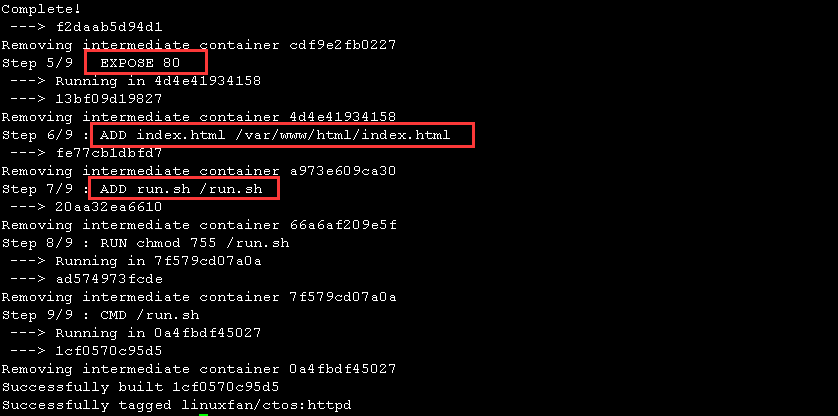 Complete!
 ---> f2daab5d94d1
Removing intermediate container cdf9e2fb0227
Step 5/9 : EXPOSE 80
 ---> Running in 4d4e41934158
 ---> 13bf09d19827
Removing intermediate container 4d4e41934158
Step 6/9 : ADD index.html /var/www/html/index.html
 ---> fe77cb1dbfd7
Removing intermediate container a973e609ca30
Step 7/9 : ADD run.sh /run.sh
 ---> 20aa32ea6610
Removing intermediate container 66a6af209e5f
Step 8/9 : RUN chmod 755 /run.sh
 ---> Running in 7f579cd07a0a
 ---> ad574973fcde
Removing intermediate container 7f579cd07a0a
Step 9/9 : CMD /run.sh
 ---> Running in 0a4fbdf45027
 ---> 1cf0570c95d5
Removing intermediate container 0a4fbdf45027
Successfully built 1cf0570c95d5
Successfully tagged linuxfan/ctos:httpd